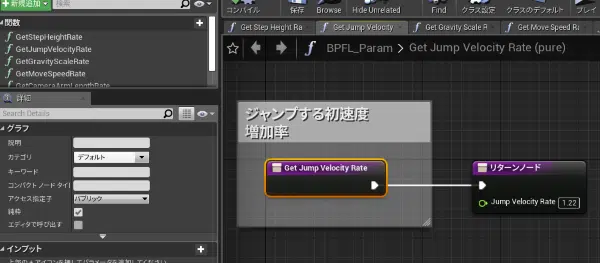 新規追加
検索
コンパイル
保存
Browse
Hide Unrelated
Find
クラス設定
クラスのデフォルト
プレイ
関数
GetStepHeightRate
GetJumpVelocityRate
GetGravityScaleRate
GetMoveSpeedRate
GetCameraArmLengthRate
詳細
Search Details
グラフ
説明
カテゴリ
デフォルト
キーワード
コンパクト ノード タイ
アクセス指定子
パブリック
純粋
エディタで呼び出す
インプット
Get Step Height Ra
Get Jump Velocity
Get Gravity Scale R
Get Move Speed Ra
BPFL_Param > Get Jump Velocity Rate (pure)
ジャンプする初速度
増加率
Get Jump Velocity Rate
リターンノード
Jump Velocity Rate 1.22